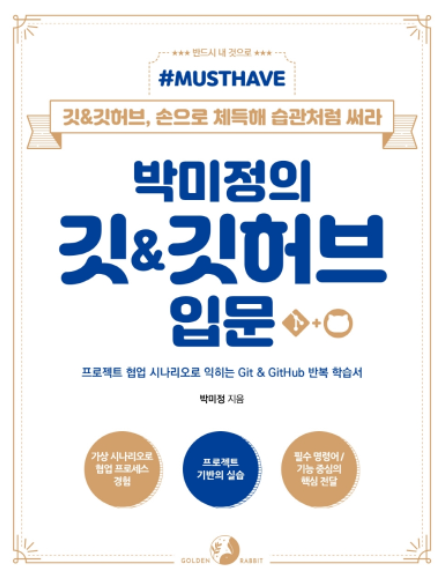 ★★★ 반드시 내 것으로 ★★★
#MUSTHAVE
깃&깃허브, 손으로 체득해 습관처럼 써라
박미정의
깃&깃허브
입문
+
프로젝트 협업 시나리오로 익히는 Git & GitHub 반복 학습서
박미정 지음
가상 시나리오로
협업 프로세스
경험
프로젝트
기반의 실습
필수 명령어 /
기능 중심의
핵심 전달
GOLDEN RABBIT